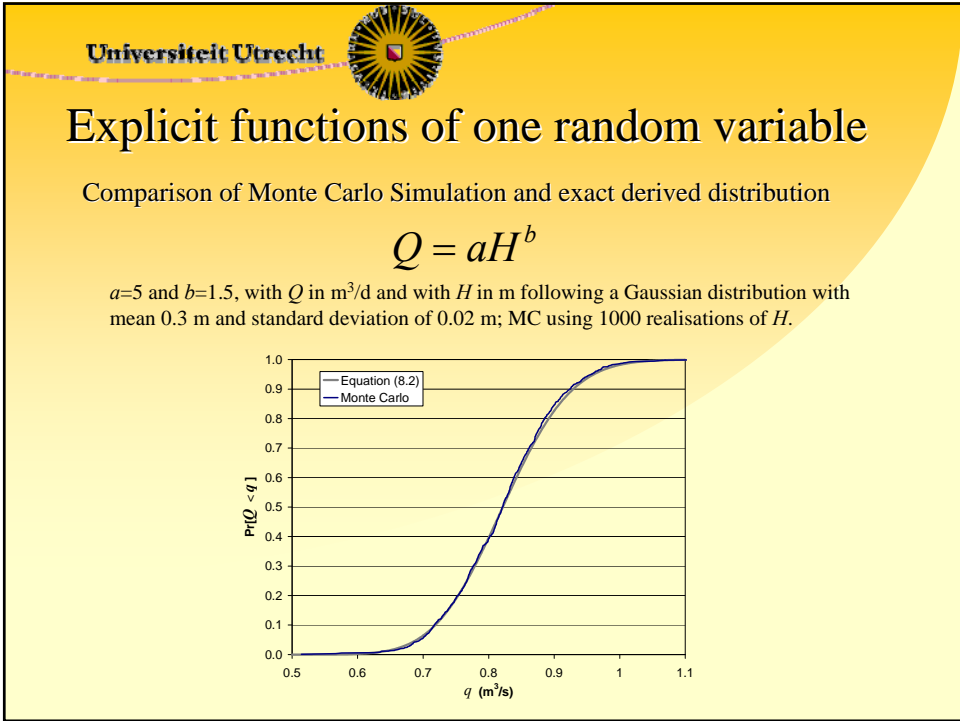 Universiteit Utrecht
Explicit functions of one random variable
Comparison of Monte Carlo Simulation and exact derived distribution
Q = aH^b
a=5 and b=1.5, with Q in m³/d and with H in m following a Gaussian distribution with
mean 0.3 m and standard deviation of 0.02 m; MC using 1000 realisations of H.
1.0
0.9
0.8
0.7
0.6
0.5
0.4
0.3
0.2
0.1
0.0
Pr[Q < q]
Equation (8.2)
Monte Carlo
0.5 0.6 0.7 0.8 0.9 1 1.1
q (m³/s)